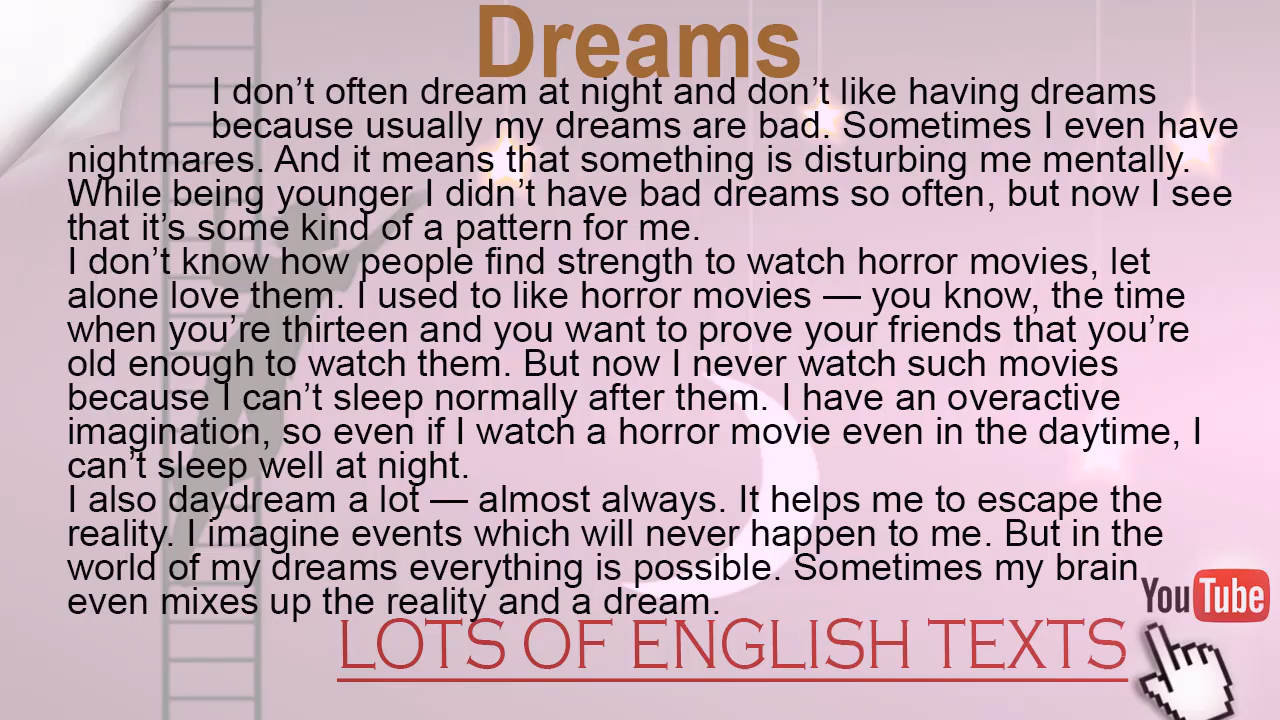 Dreams
I don’t often dream at night and don’t like having dreams
because usually my dreams are bad. Sometimes I even have
nightmares. And it means that something is disturbing me mentally.
While being younger I didn’t have bad dreams so often, but now I see
that it’s some kind of a pattern for me.
I don’t know how people find strength to watch horror movies, let
alone love them. I used to like horror movies — you know, the time
when you’re thirteen and you want to prove your friends that you’re
old enough to watch them. But now I never watch such movies
because I can’t sleep normally after them. I have an overactive
imagination, so even if I watch a horror movie even in the daytime, I
can’t sleep well at night.
I also daydream a lot — almost always. It helps me to escape the
reality. I imagine events which will never happen to me. But in the
world of my dreams everything is possible. Sometimes my brain
even mixes up the reality and a dream.
YouTube
LOTS OF ENGLISH TEXTS